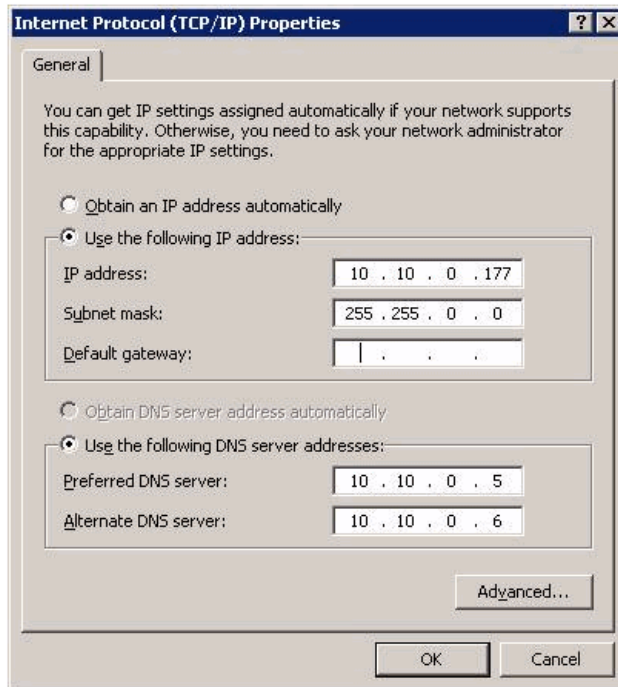 Internet Protocol (TCP/IP) Properties
? X
General
You can get IP settings assigned automatically if your network supports
this capability. Otherwise, you need to ask your network administrator
for the appropriate IP settings.
Obtain an IP address automatically
Use the following IP address:
IP address: 10 . 10 . 0 . 177
Subnet mask: 255 . 255 . 0 . 0
Default gateway: . . .
Obtain DNS server address automatically
Use the following DNS server addresses:
Preferred DNS server: 10 . 10 . 0 . 5
Alternate DNS server: 10 . 10 . 0 . 6
Advanced...
OK Cancel